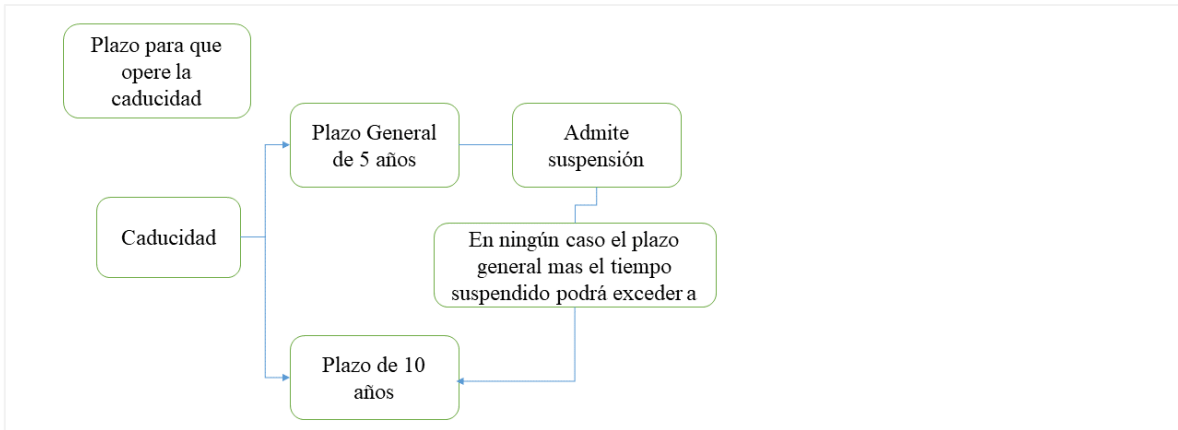 Plazo para que
opere la
caducidad
Plazo General
de 5 años
Admite
suspensión
Caducidad
En ningún caso el plazo
general mas el tiempo
suspendido podrá exceder a
Plazo de 10
años